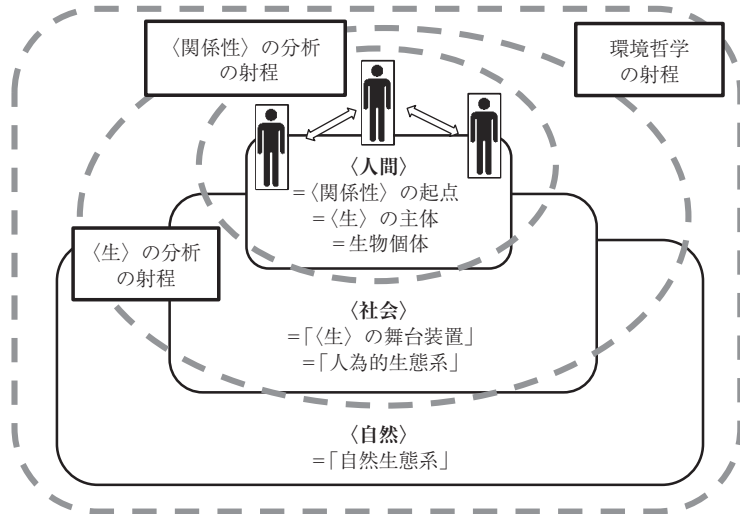 〈関係性〉の分析
の射程
環境哲学
の射程
〈人間〉
=〈関係性〉の起点
=〈生〉の主体
=生物個体
〈生〉の分析
の射程
〈社会〉
=「〈生〉の舞台装置」
=「人為的生態系」
〈自然〉
=「自然生態系」